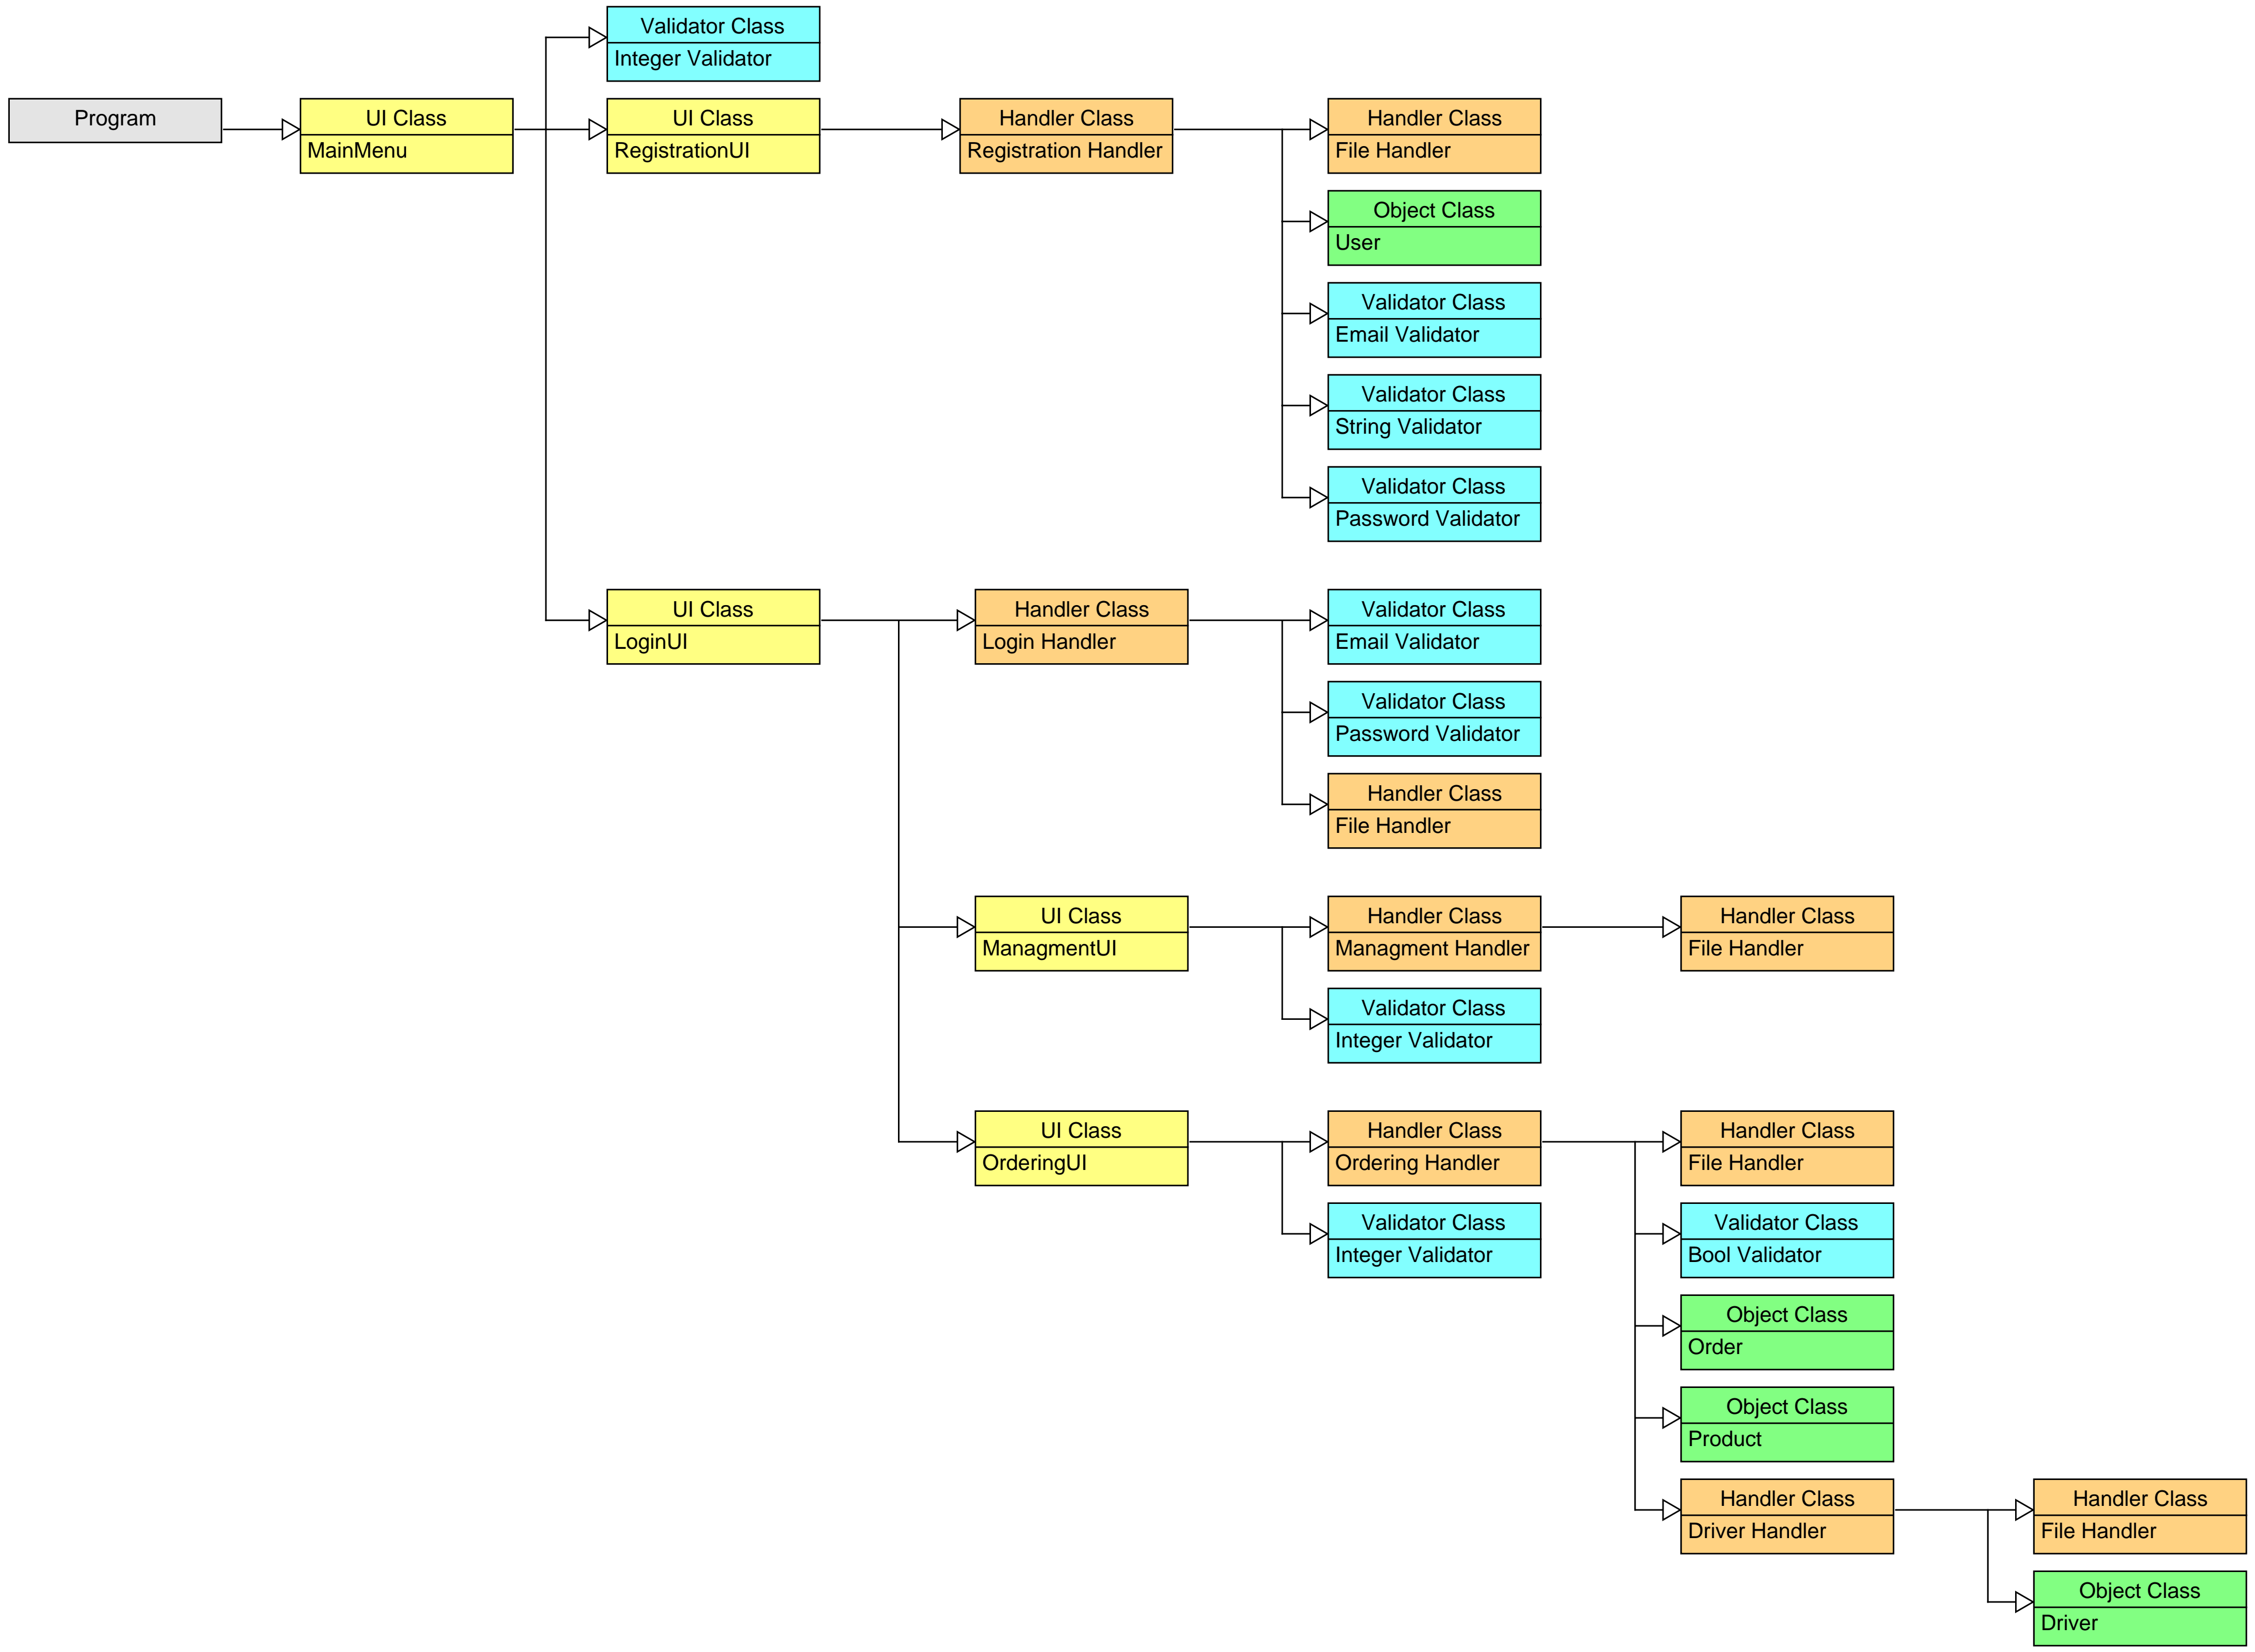 Validator Class
Integer Validator
Program
UI Class
MainMenu
UI Class
RegistrationUI
Handler Class
Registration Handler
Handler Class
File Handler
Object Class
User
Validator Class
Email Validator
Validator Class
String Validator
Validator Class
Password Validator
UI Class
LoginUI
Handler Class
Login Handler
Validator Class
Email Validator
Validator Class
Password Validator
Handler Class
File Handler
UI Class
ManagmentUI
Handler Class
Managment Handler
Handler Class
File Handler
Validator Class
Integer Validator
UI Class
OrderingUI
Handler Class
Ordering Handler
Handler Class
File Handler
Validator Class
Integer Validator
Validator Class
Bool Validator
Object Class
Order
Object Class
Product
Handler Class
Driver Handler
Handler Class
File Handler
Object Class
Driver